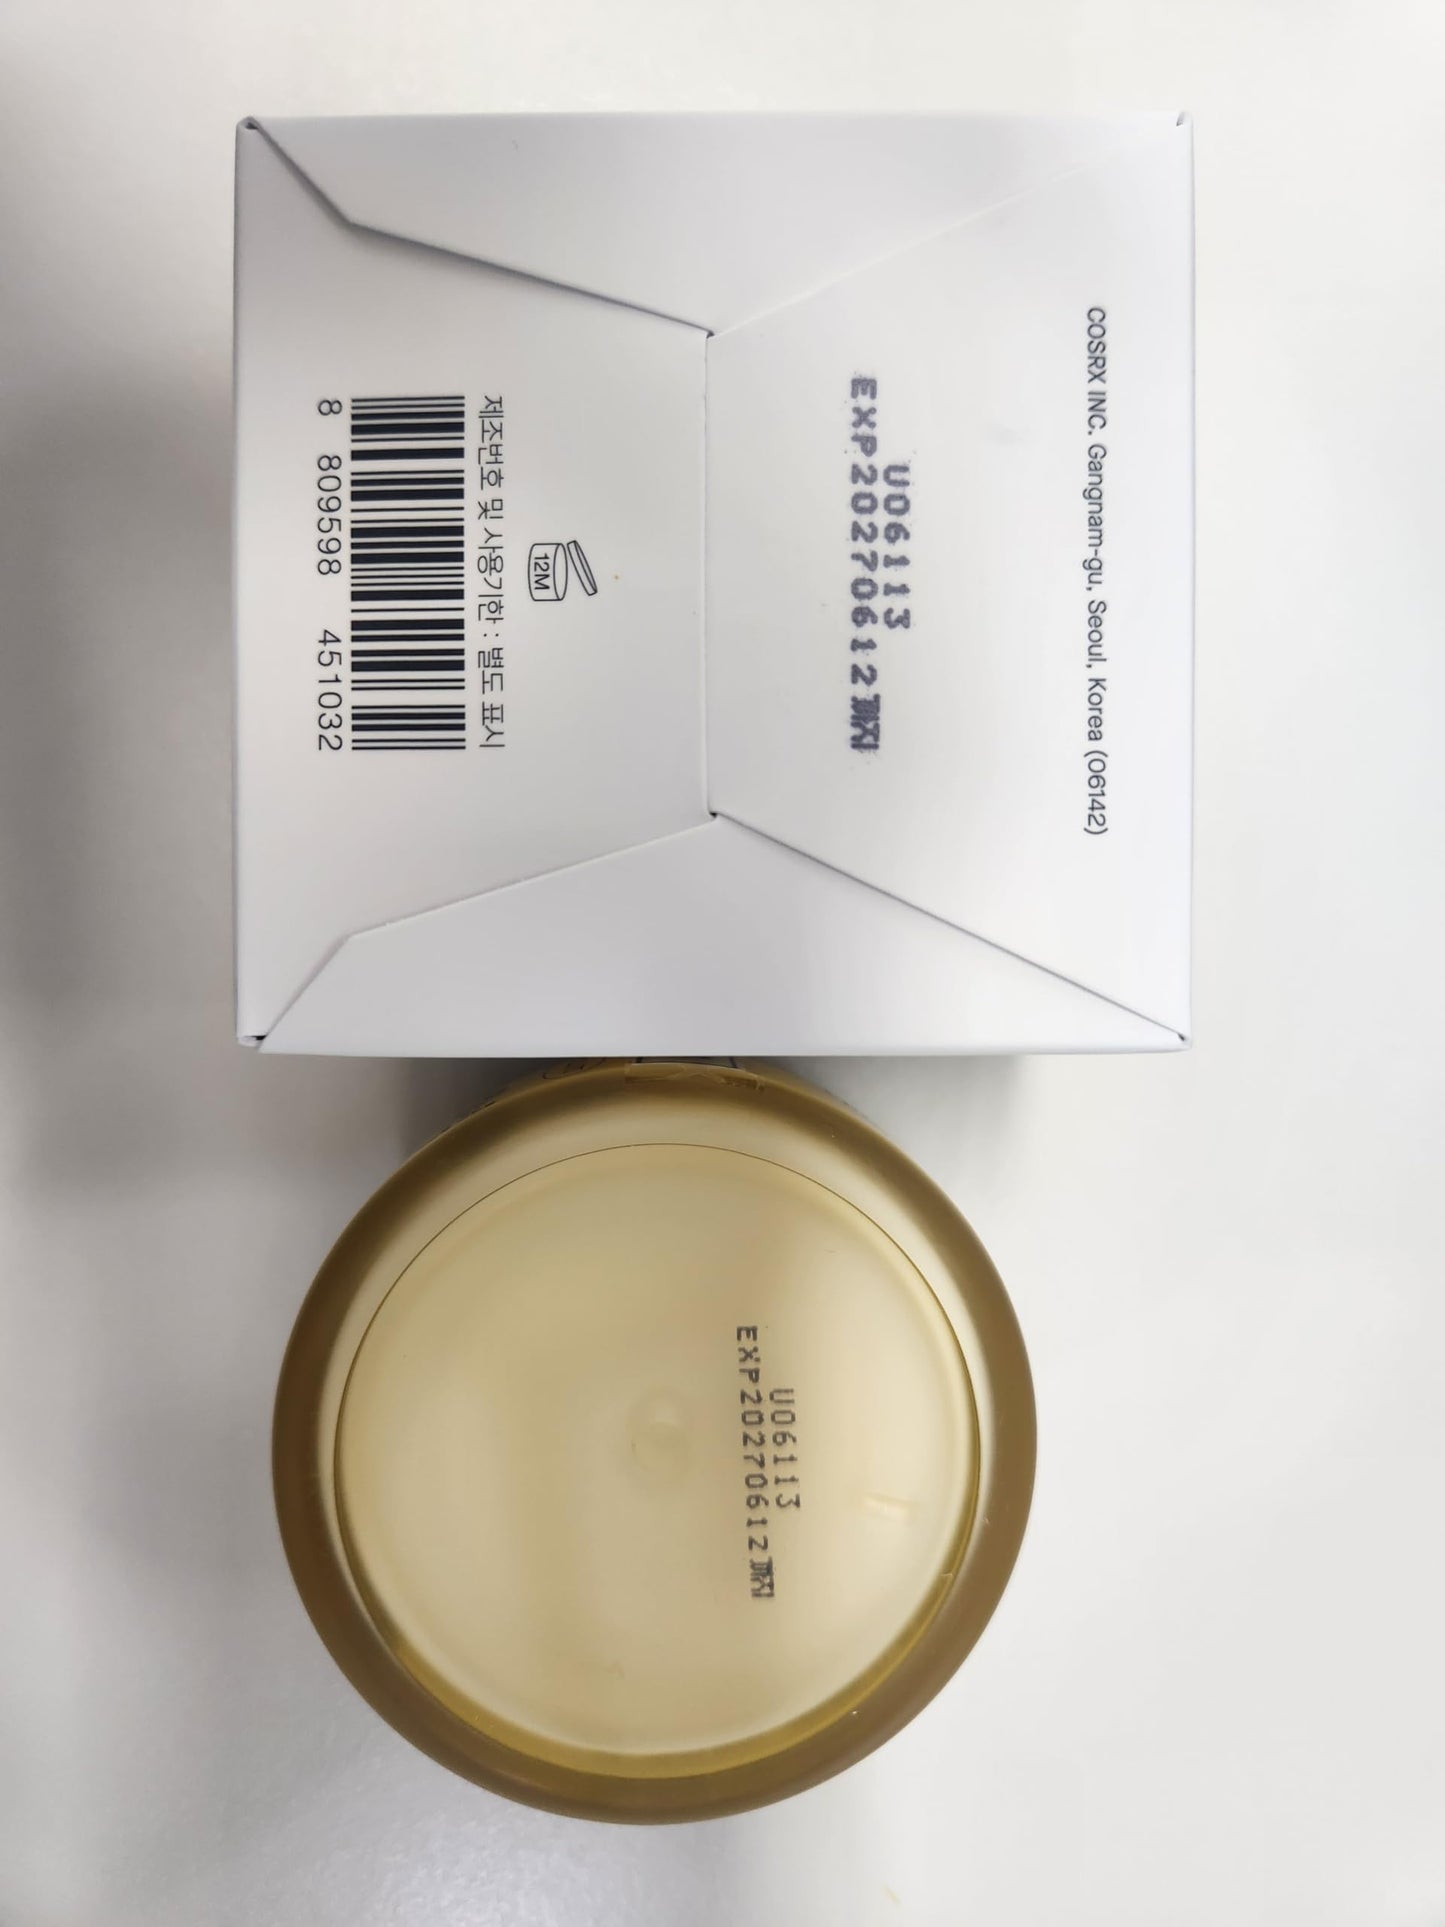 COSRX INC. Gangnam-gu, Seoul, Korea (06142)
U06113
EXP20270612까지
12M
제조번호 및 사용기한 : 별도 표시
8 809598 451032
U06113
EXP20270612까지